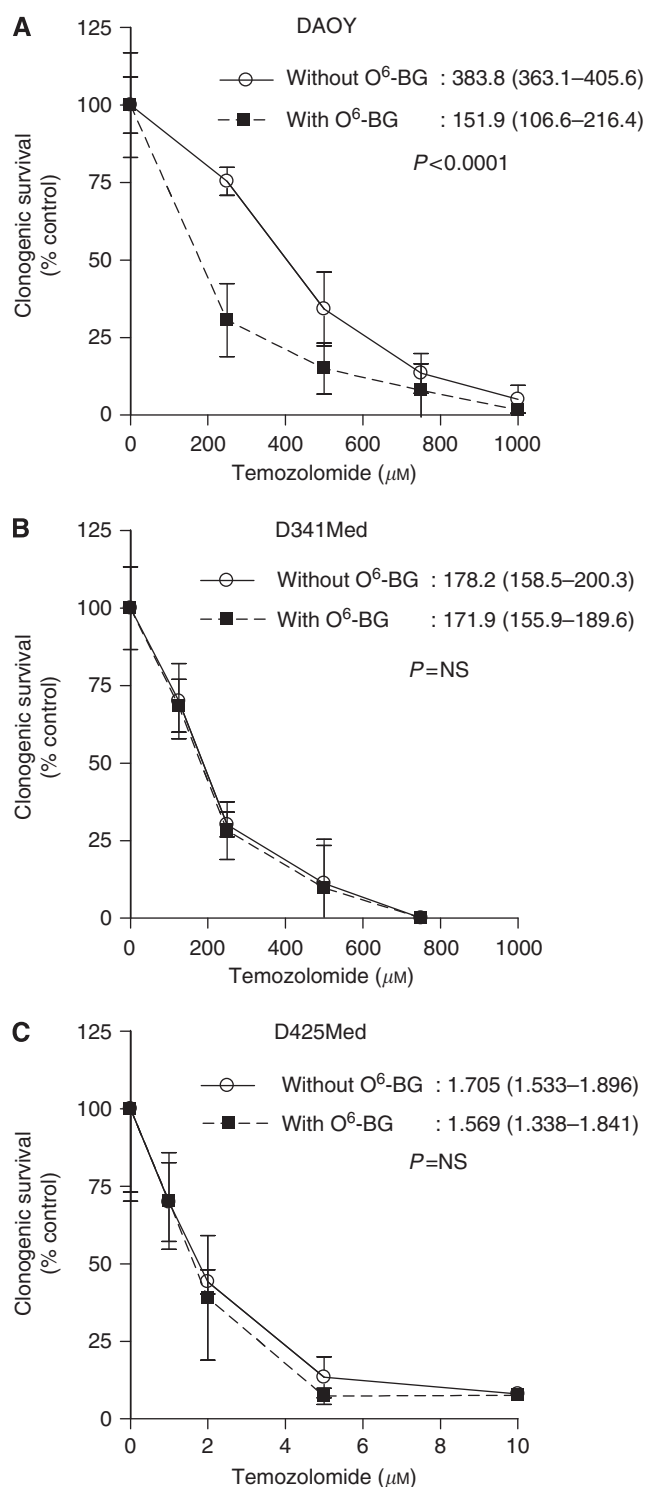 A
DAOY
Without O⁶-BG : 383.8 (363.1–405.6)
With O⁶-BG : 151.9 (106.6–216.4)
P<0.0001
Clonogenic survival
(% control)
125
100
75
50
25
0
0 200 400 600 800 1000
Temozolomide (μM)
B
D341Med
Without O⁶-BG : 178.2 (158.5–200.3)
With O⁶-BG : 171.9 (155.9–189.6)
P=NS
Clonogenic survival
(% control)
125
100
75
50
25
0
0 200 400 600 800 1000
Temozolomide (μM)
C
D425Med
Without O⁶-BG : 1.705 (1.533–1.896)
With O⁶-BG : 1.569 (1.338–1.841)
P=NS
Clonogenic survival
(% control)
125
100
75
50
25
0
0 2 4 6 8 10
Temozolomide (μM)